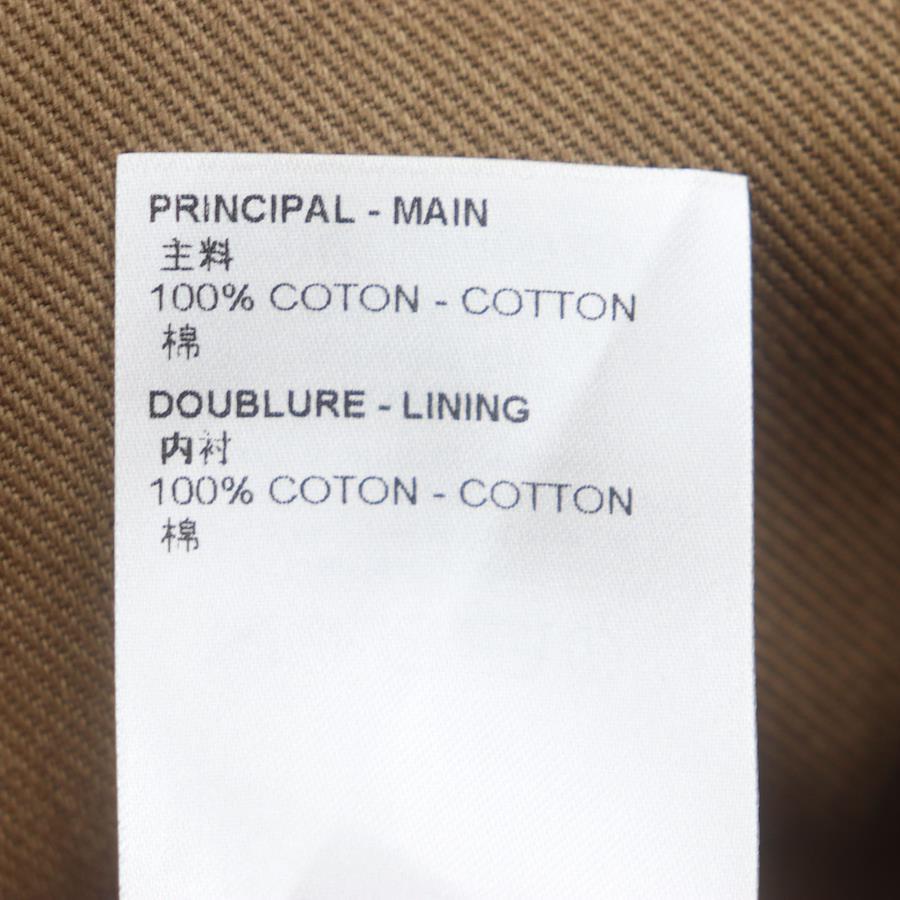 PRINCIPAL - MAIN
主料
100% COTON - COTTON
棉
DOUBLURE - LINING
内衬
100% COTON - COTTON
棉